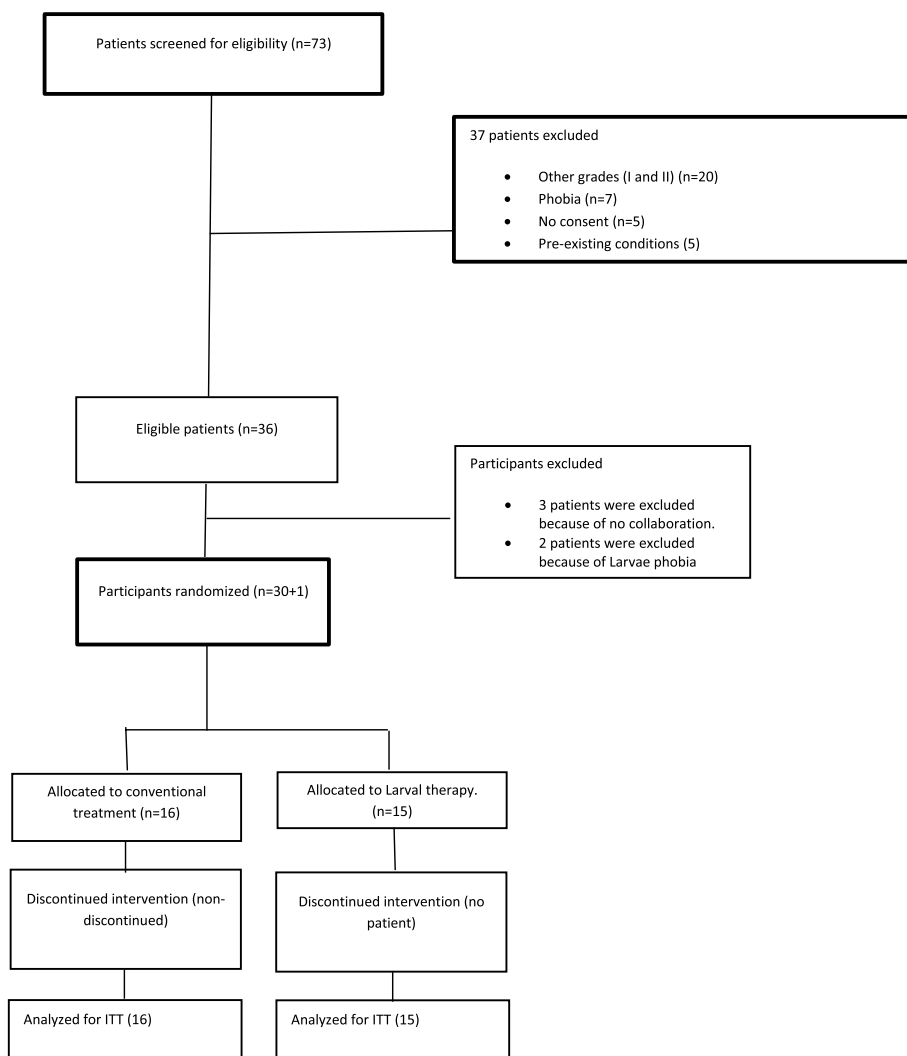 Patients screened for eligibility (n=73)
37 patients excluded
• Other grades (I and II) (n=20)
• Phobia (n=7)
• No consent (n=5)
• Pre-existing conditions (5)
Eligible patients (n=36)
Participants excluded
• 3 patients were excluded
because of no collaboration.
• 2 patients were excluded
because of Larvae phobia
Participants randomized (n=30+1)
Allocated to conventional
treatment (n=16)
Allocated to Larval therapy.
(n=15)
Discontinued intervention (non-
discontinued)
Discontinued intervention (no
patient)
Analyzed for ITT (16)
Analyzed for ITT (15)